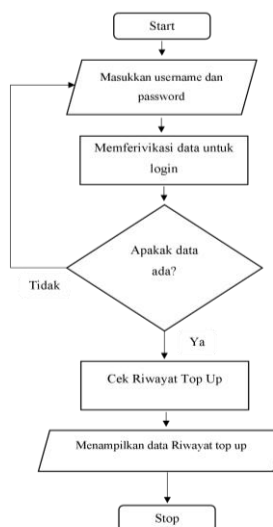 Start
Masukkan username dan
password
Memferivikasi data untuk
login
Apakak data
ada?
Tidak
Ya
Cek Riwayat Top Up
Menampilkan data Riwayat top up
Stop